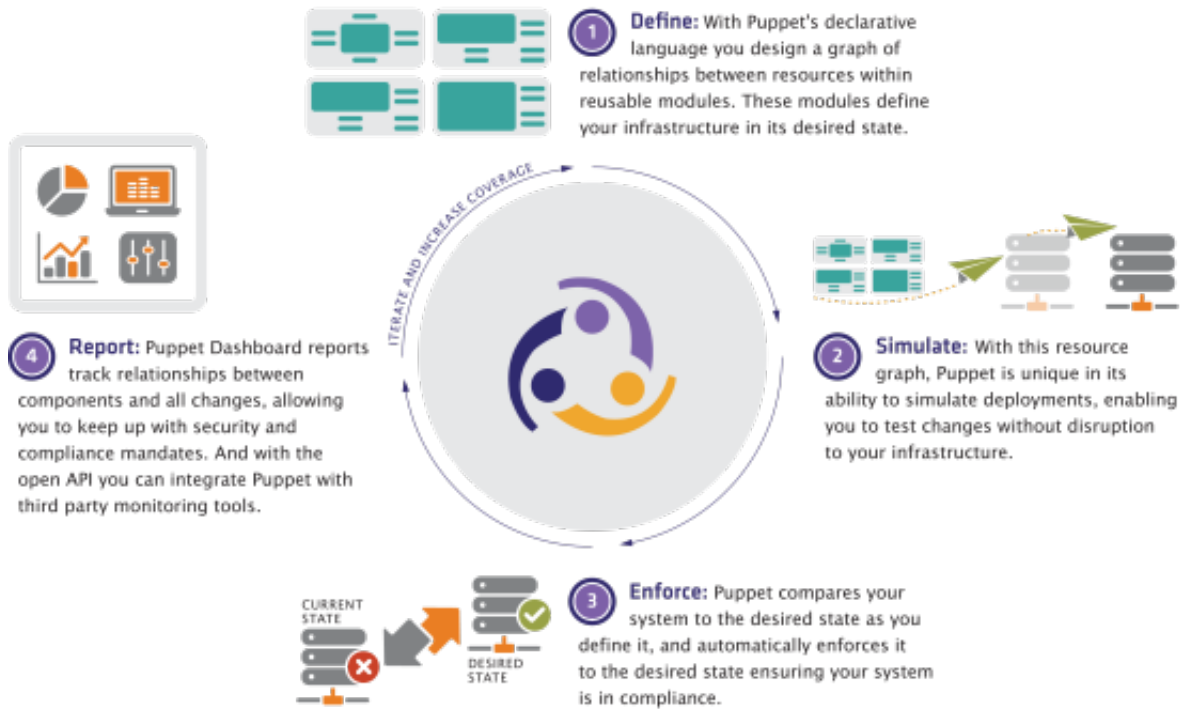 1 Define: With Puppet's declarative
language you design a graph of
relationships between resources within
reusable modules. These modules define
your infrastructure in its desired state.
ITERATE AND INCREASE COVERAGE
2 Simulate: With this resource
graph, Puppet is unique in its
ability to simulate deployments, enabling
you to test changes without disruption
to your infrastructure.
3 Enforce: Puppet compares your
system to the desired state as you
define it, and automatically enforces it
to the desired state ensuring your system
is in compliance.
CURRENT
STATE
DESIRED
STATE
4 Report: Puppet Dashboard reports
track relationships between
components and all changes, allowing
you to keep up with security and
compliance mandates. And with the
open API you can integrate Puppet with
third party monitoring tools.